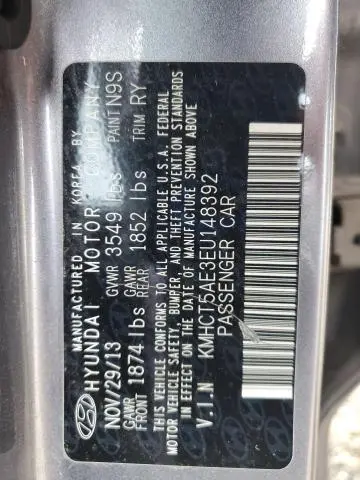 MANUFACTURED IN KOREA BY
HYUNDAI MOTOR COMPANY
NOV/29/13 GVWR 3549 lbs PAINT N9S
GAWR FRONT 1874 lbs GAWR REAR 1852 lbs TRIM RY
THIS VEHICLE CONFORMS TO ALL APPLICABLE U.S.A. FEDERAL
MOTOR VEHICLE SAFETY, BUMPER, AND THEFT PREVENTION STANDARDS
IN EFFECT ON THE DATE OF MANUFACTURE SHOWN ABOVE.
V.I.N KMHCT5AE3EU148392
PASSENGER CAR